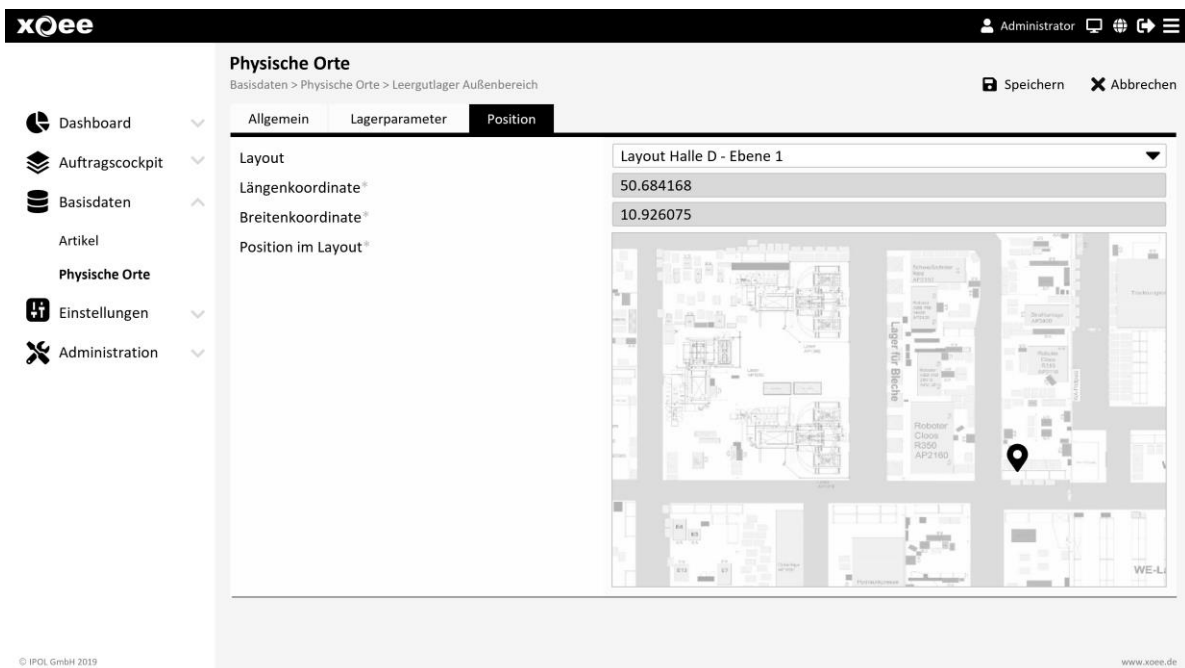 xoee
Administrator
Physische Orte
Basisdaten > Physische Orte > Leergutlager Außenbereich
Speichern
Abbrechen
Dashboard
Auftragscockpit
Basisdaten
Artikel
Physische Orte
Einstellungen
Administration
Allgemein
Lagerparameter
Position
Layout
Layout Halle D - Ebene 1
Längenkoordinate*
50.684168
Breitenkoordinate*
10.926075
Position im Layout*
Lager für Bleche
Roboter
Cloos
R350
AP2160
WE-L
© IPOL GmbH 2019
www.xoee.de